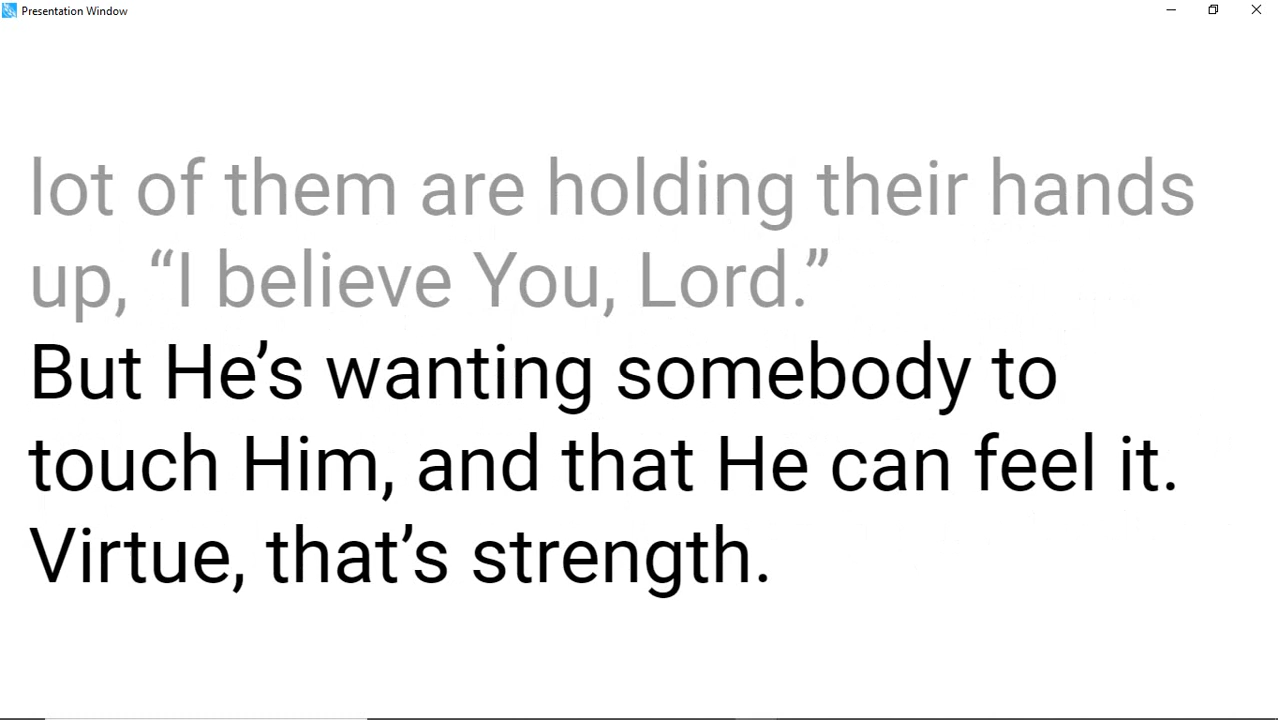 Presentation Window
lot of them are holding their hands
up, “I believe You, Lord.”
But He’s wanting somebody to
touch Him, and that He can feel it.
Virtue, that’s strength.